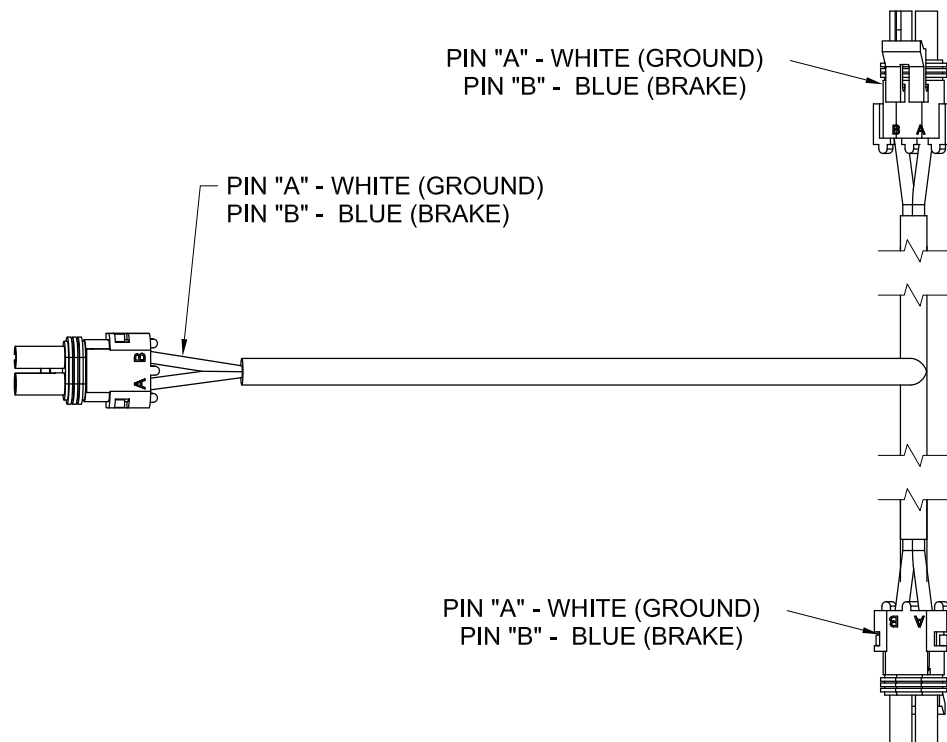 PIN "A" - WHITE (GROUND)
PIN "B" -  BLUE (BRAKE)
B A
PIN "A" - WHITE (GROUND)
PIN "B" -  BLUE (BRAKE)
B
A
PIN "A" - WHITE (GROUND)
PIN "B" -  BLUE (BRAKE)
B A